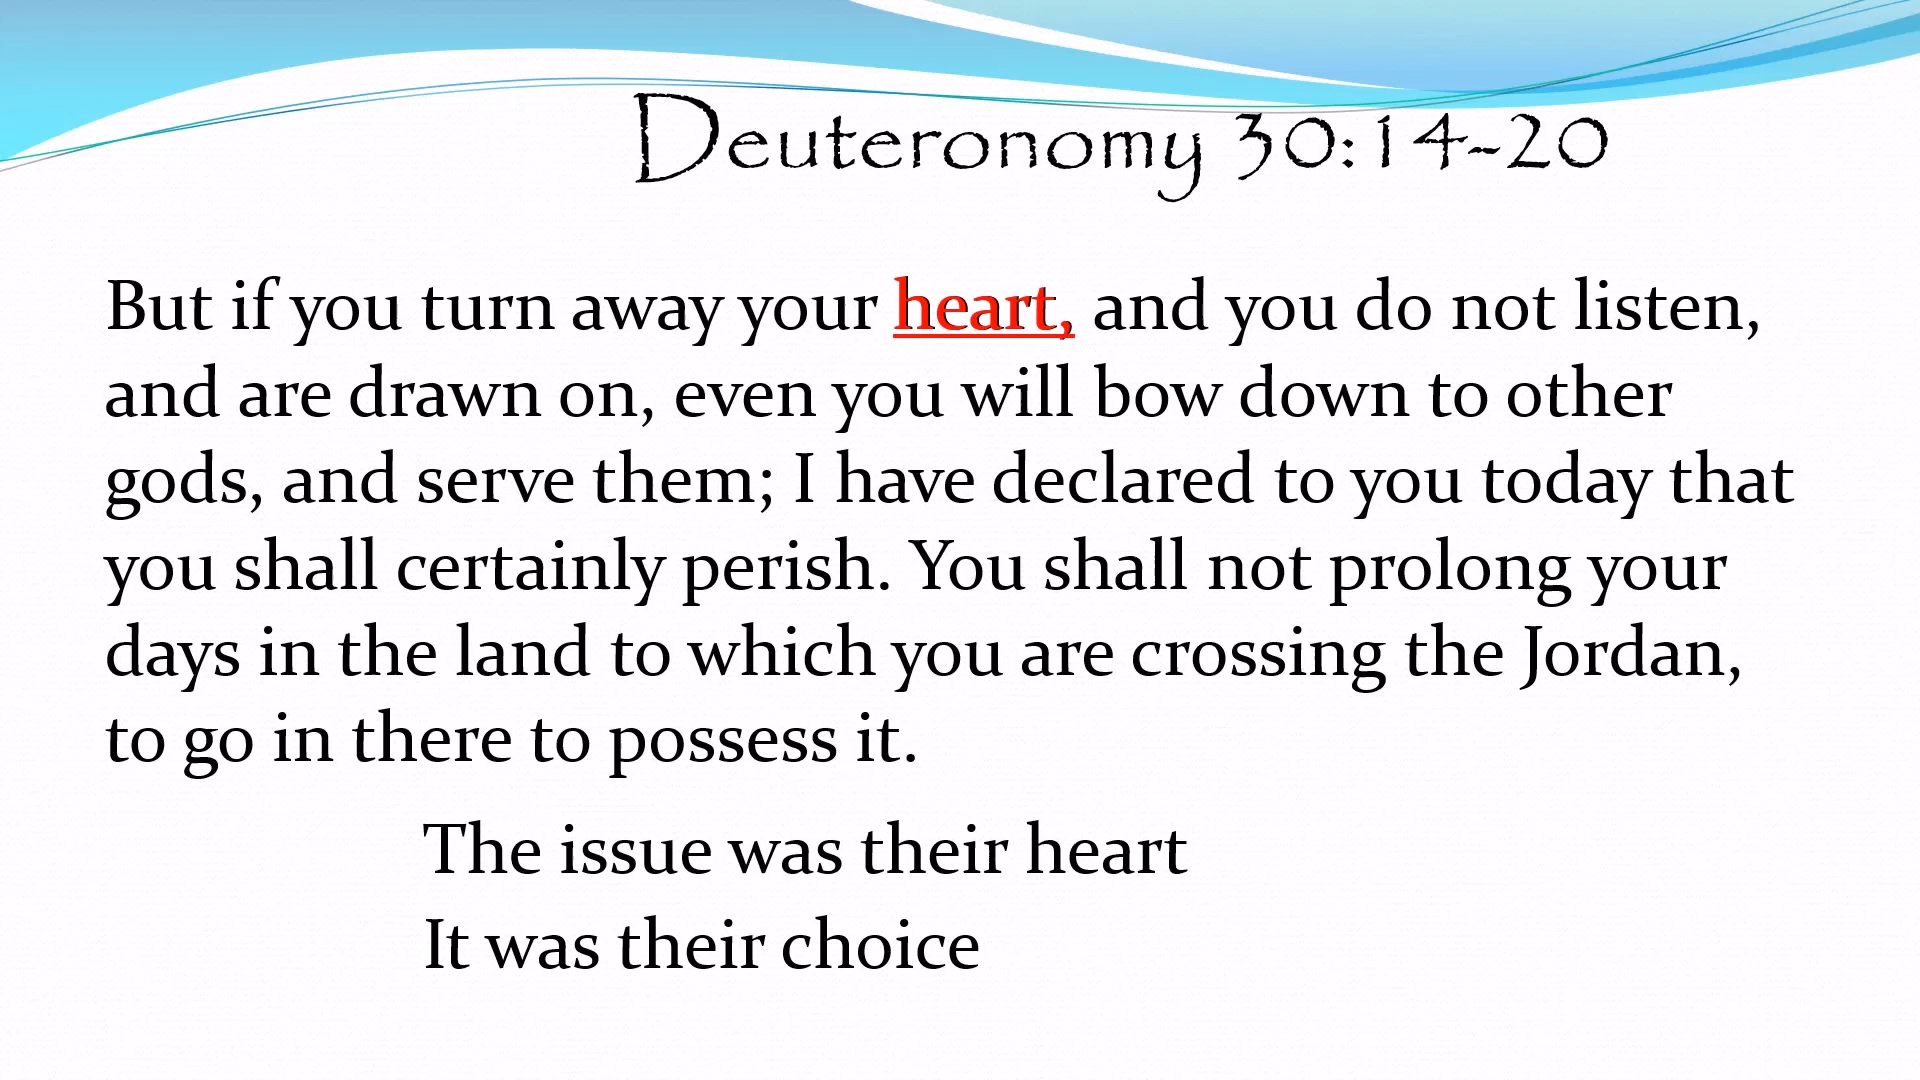 Deuteronomy 30:14-20
But if you turn away your heart, and you do not listen,
and are drawn on, even you will bow down to other
gods, and serve them; I have declared to you today that
you shall certainly perish. You shall not prolong your
days in the land to which you are crossing the Jordan,
to go in there to possess it.
The issue was their heart
It was their choice